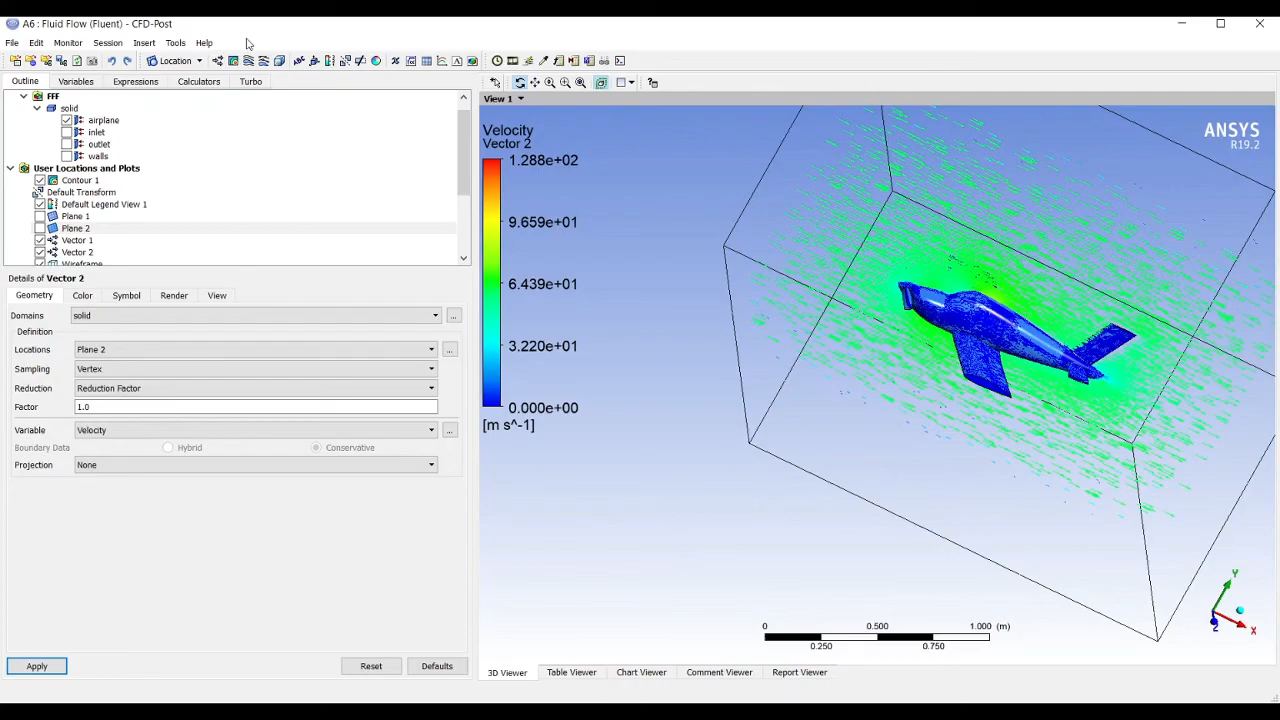 A6 : Fluid Flow (Fluent) - CFD-Post
File Edit Monitor Session Insert Tools Help
Location
Outline Variables Expressions Calculators Turbo
FFF
solid
airplane
inlet
outlet
walls
User Locations and Plots
Contour 1
Default Transform
Default Legend View 1
Plane 1
Plane 2
Vector 1
Vector 2
Wireframe
Details of Vector 2
Geometry Color Symbol Render View
Domains solid ...
Definition
Locations Plane 2 ...
Sampling Vertex
Reduction Reduction Factor
Factor 1.0
Variable Velocity ...
Boundary Data Hybrid Conservative
Projection None
Apply Reset Defaults
View 1
Velocity
Vector 2
1.288e+02
9.659e+01
6.439e+01
3.220e+01
0.000e+00
[m s^-1]
ANSYS
R19.2
0 0.500 1.000 (m)
0.250 0.750
Y
X
Z
3D Viewer Table Viewer Chart Viewer Comment Viewer Report Viewer